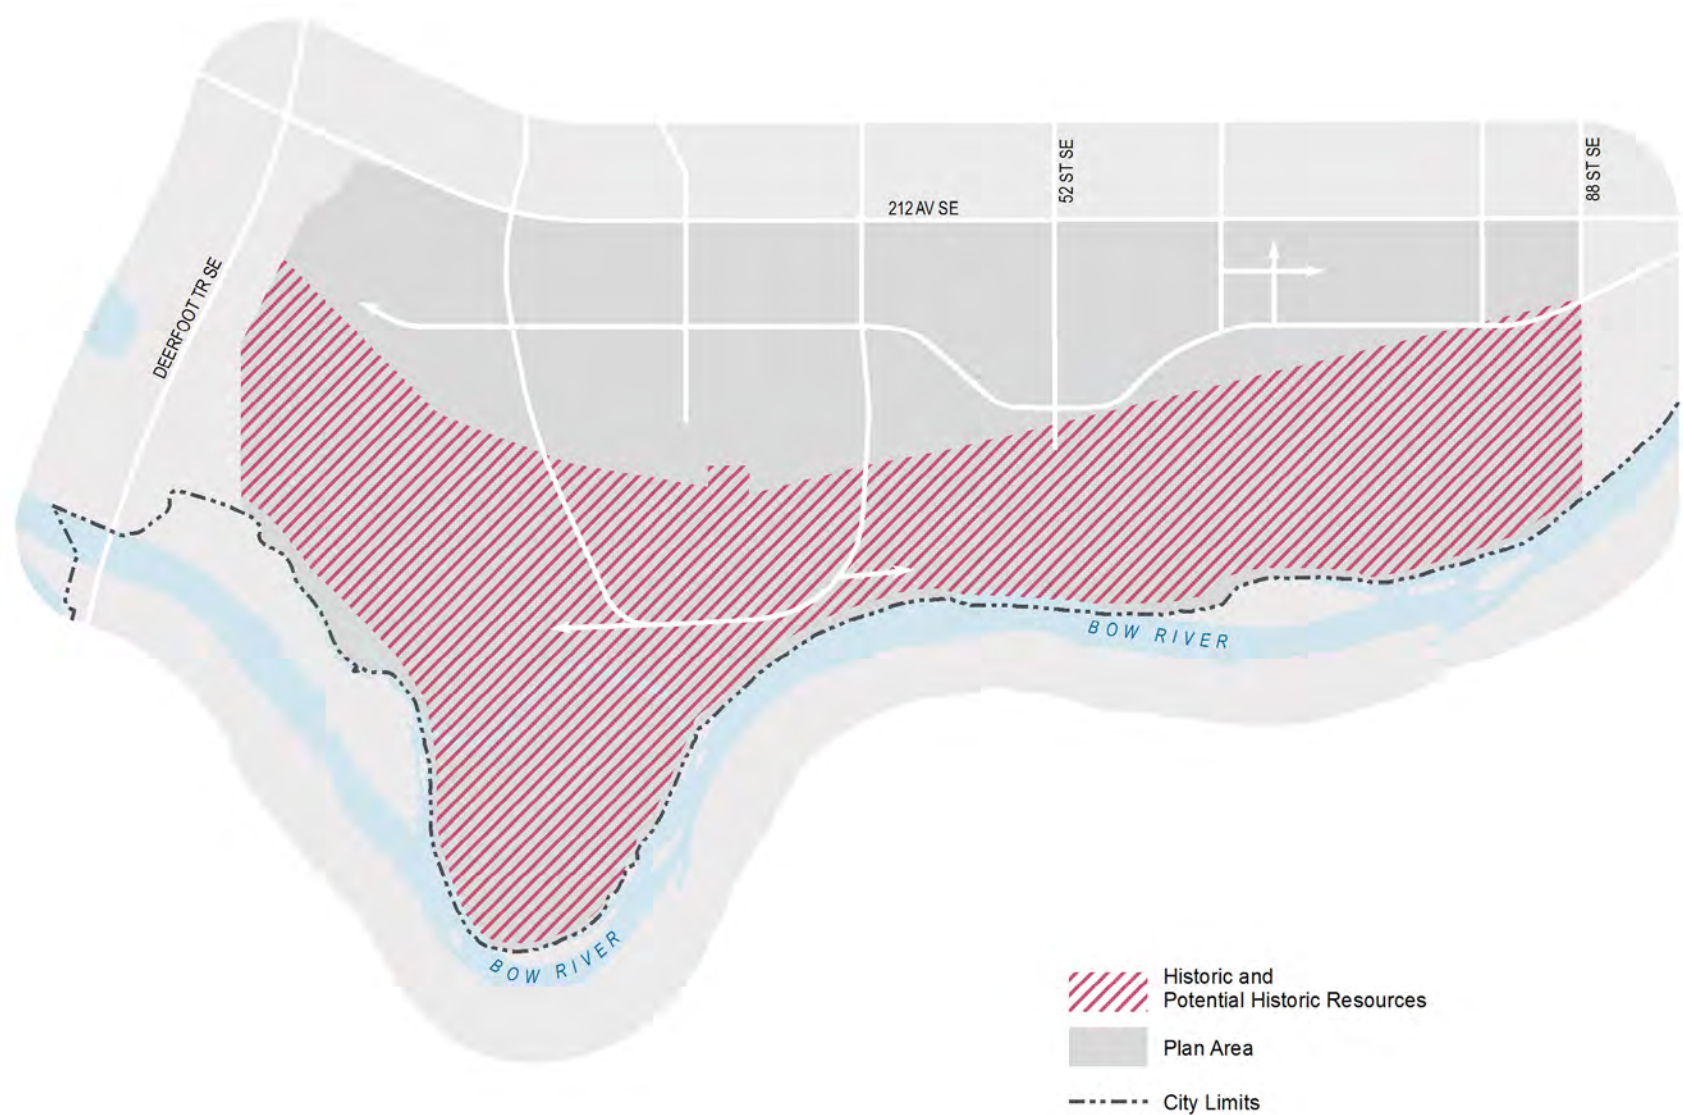 52 ST SE
88 ST SE
212 AV SE
DEERFOOT TR SE
BOW RIVER
BOW RIVER
Historic and
Potential Historic Resources
Plan Area
City Limits